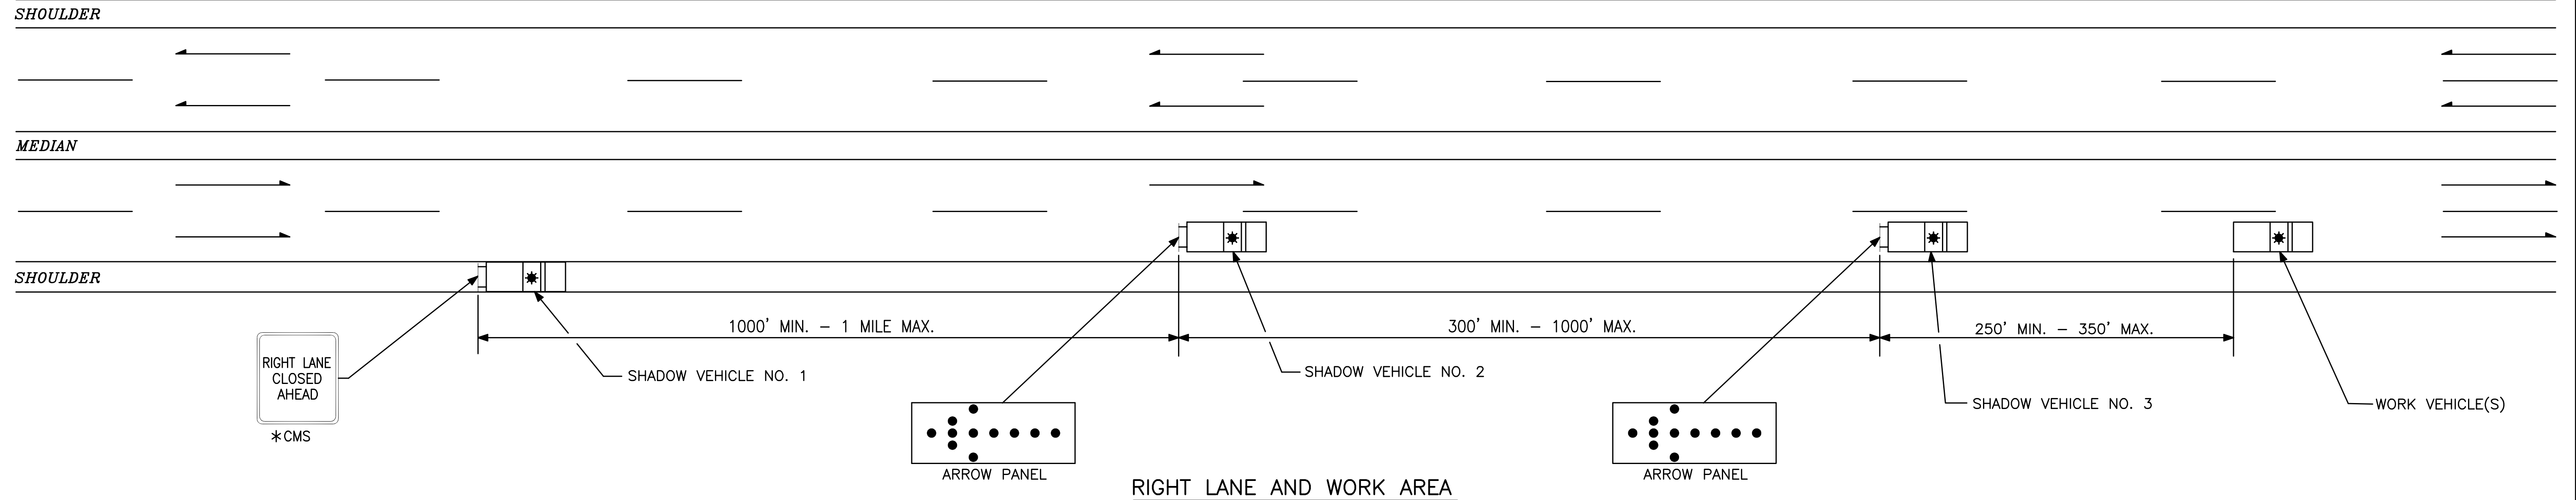 SHOULDER
MEDIAN
SHOULDER
1000' MIN. - 1 MILE MAX.
300' MIN. - 1000' MAX.
250' MIN. - 350' MAX.
RIGHT LANE
CLOSED
AHEAD
*CMS
SHADOW VEHICLE NO. 1
SHADOW VEHICLE NO. 2
SHADOW VEHICLE NO. 3
WORK VEHICLE(S)
ARROW PANEL
ARROW PANEL
RIGHT LANE AND WORK AREA